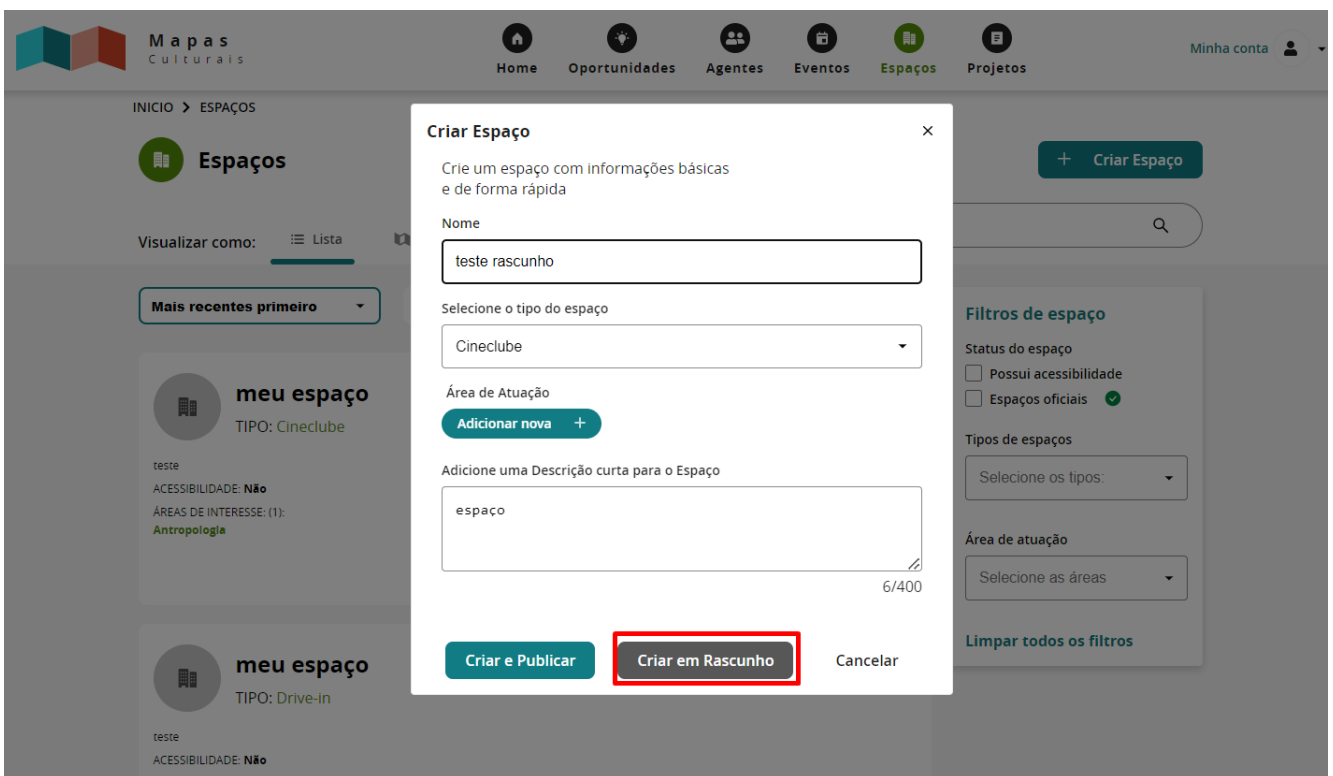 Mapas
Culturais
Home
Oportunidades
Agentes
Eventos
Espaços
Projetos
Minha conta
INICIO > ESPAÇOS
Espaços
+ Criar Espaço
Visualizar como:
Lista
Mais recentes primeiro
meu espaço
TIPO: Cineclube
teste
ACESSIBILIDADE: Não
ÁREAS DE INTERESSE: (1):
Antropologia
meu espaço
TIPO: Drive-in
teste
ACESSIBILIDADE: Não
Criar Espaço
×
Crie um espaço com informações básicas
e de forma rápida
Nome
teste rascunho
Selecione o tipo do espaço
Cineclube
Área de Atuação
Adicionar nova +
Adicione uma Descrição curta para o Espaço
espaço
6/400
Criar e Publicar
Criar em Rascunho
Cancelar
Filtros de espaço
Status do espaço
Possui acessibilidade
Espaços oficiais
Tipos de espaços
Selecione os tipos:
Área de atuação
Selecione as áreas
Limpar todos os filtros